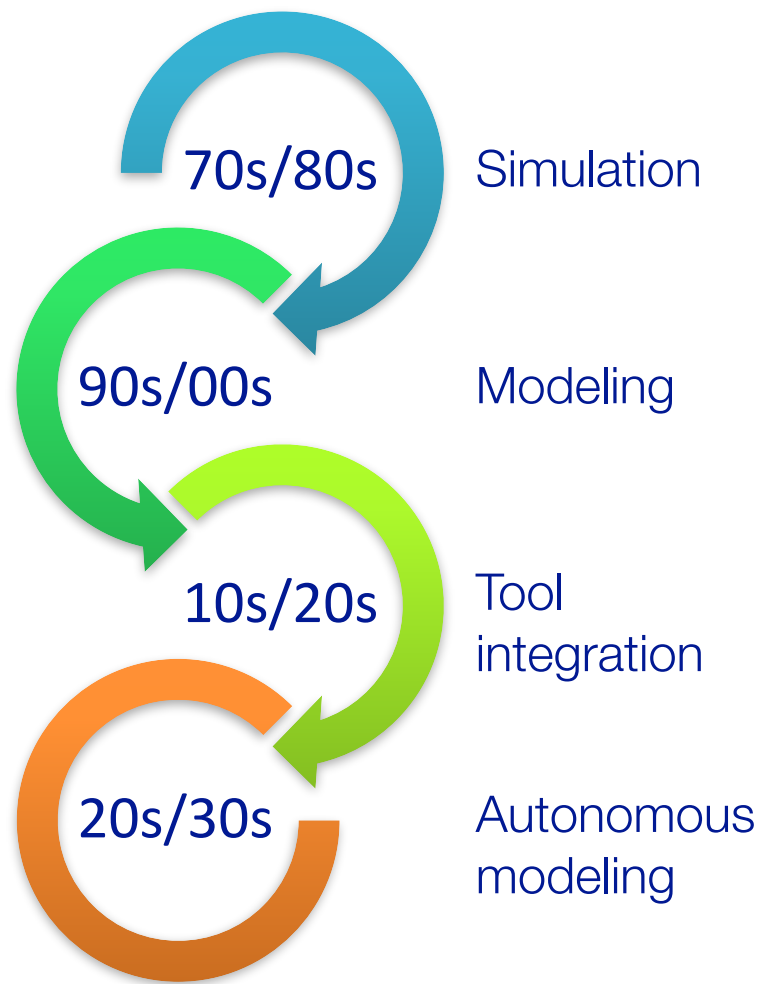 70s/80s
Simulation
90s/00s
Modeling
10s/20s
Tool
integration
20s/30s
Autonomous
modeling